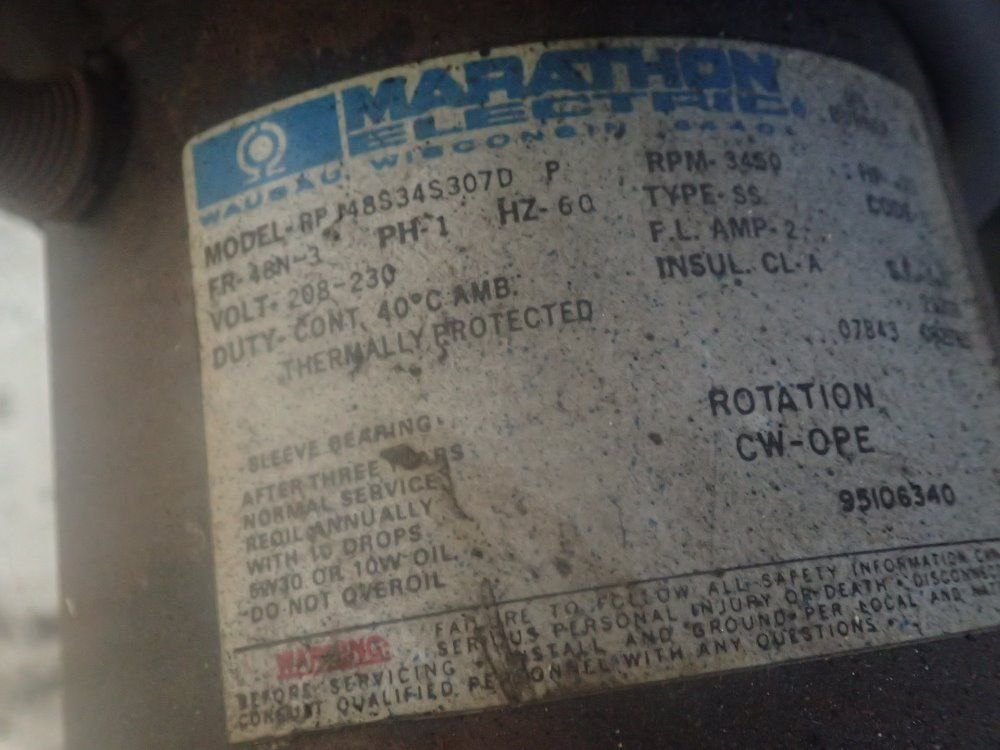 MARATHON
ELECTRIC
WAUSAU, WISCONSIN
MODEL-RPJ48S34S307D P
FR-48N-3 PH-1 HZ-60
VOLT-208-230
DUTY-CONT. 40°C AMB.
THERMALLY PROTECTED
RPM-3450
TYPE-SS
CODE-
F.L. AMP-2.
INSUL. CL-A
07843
ROTATION
CW-OPE
95106340
-SLEEVE BEARING-
AFTER THREE YEARS
NORMAL SERVICE,
REOIL ANNUALLY
WITH 10 DROPS
5W30 OR 10W OIL.
-DO NOT OVEROIL
WARNING: FAILURE TO FOLLOW ALL SAFETY INFORMATION
SERIOUS PERSONAL INJURY OR DEATH • DISCONNE
BEFORE SERVICING • INSTALL AND GROUND PER LOCAL AND
CONSULT QUALIFIED PERSONNEL WITH ANY QUESTIONS •